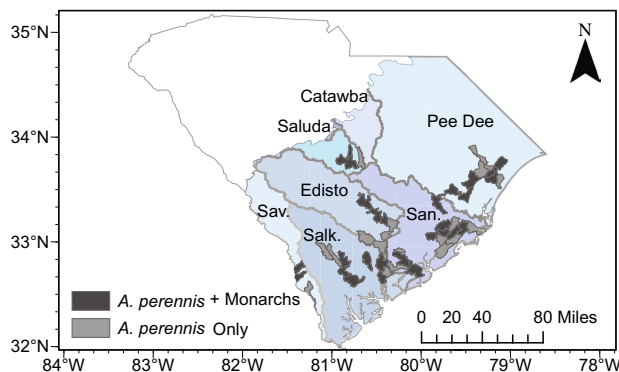 35°N
34°N
33°N
32°N
N
Catawba
Saluda
Pee Dee
Edisto
Sav.
San.
Salk.
A. perennis + Monarchs
A. perennis Only
0 20 40 80 Miles
84°W 83°W 82°W 81°W 80°W 79°W 78°W